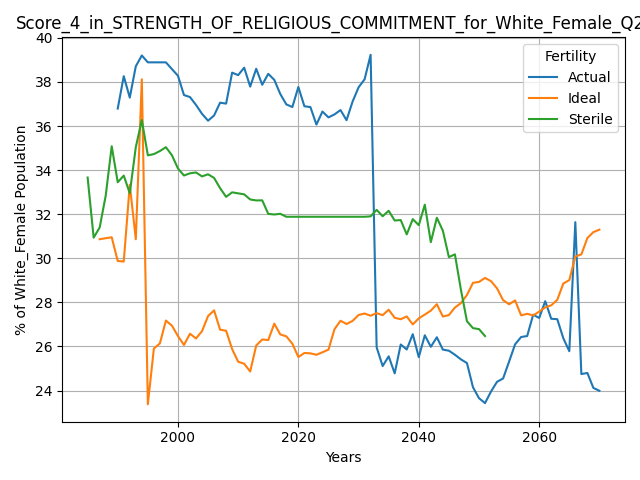 Score_4_in_STRENGTH_OF_RELIGIOUS_COMMITMENT_for_White_Female_Q2
40
38
36
34
32
30
28
26
24
% of White_Female Population
Fertility
Actual
Ideal
Sterile
2000 2020 2040 2060
Years